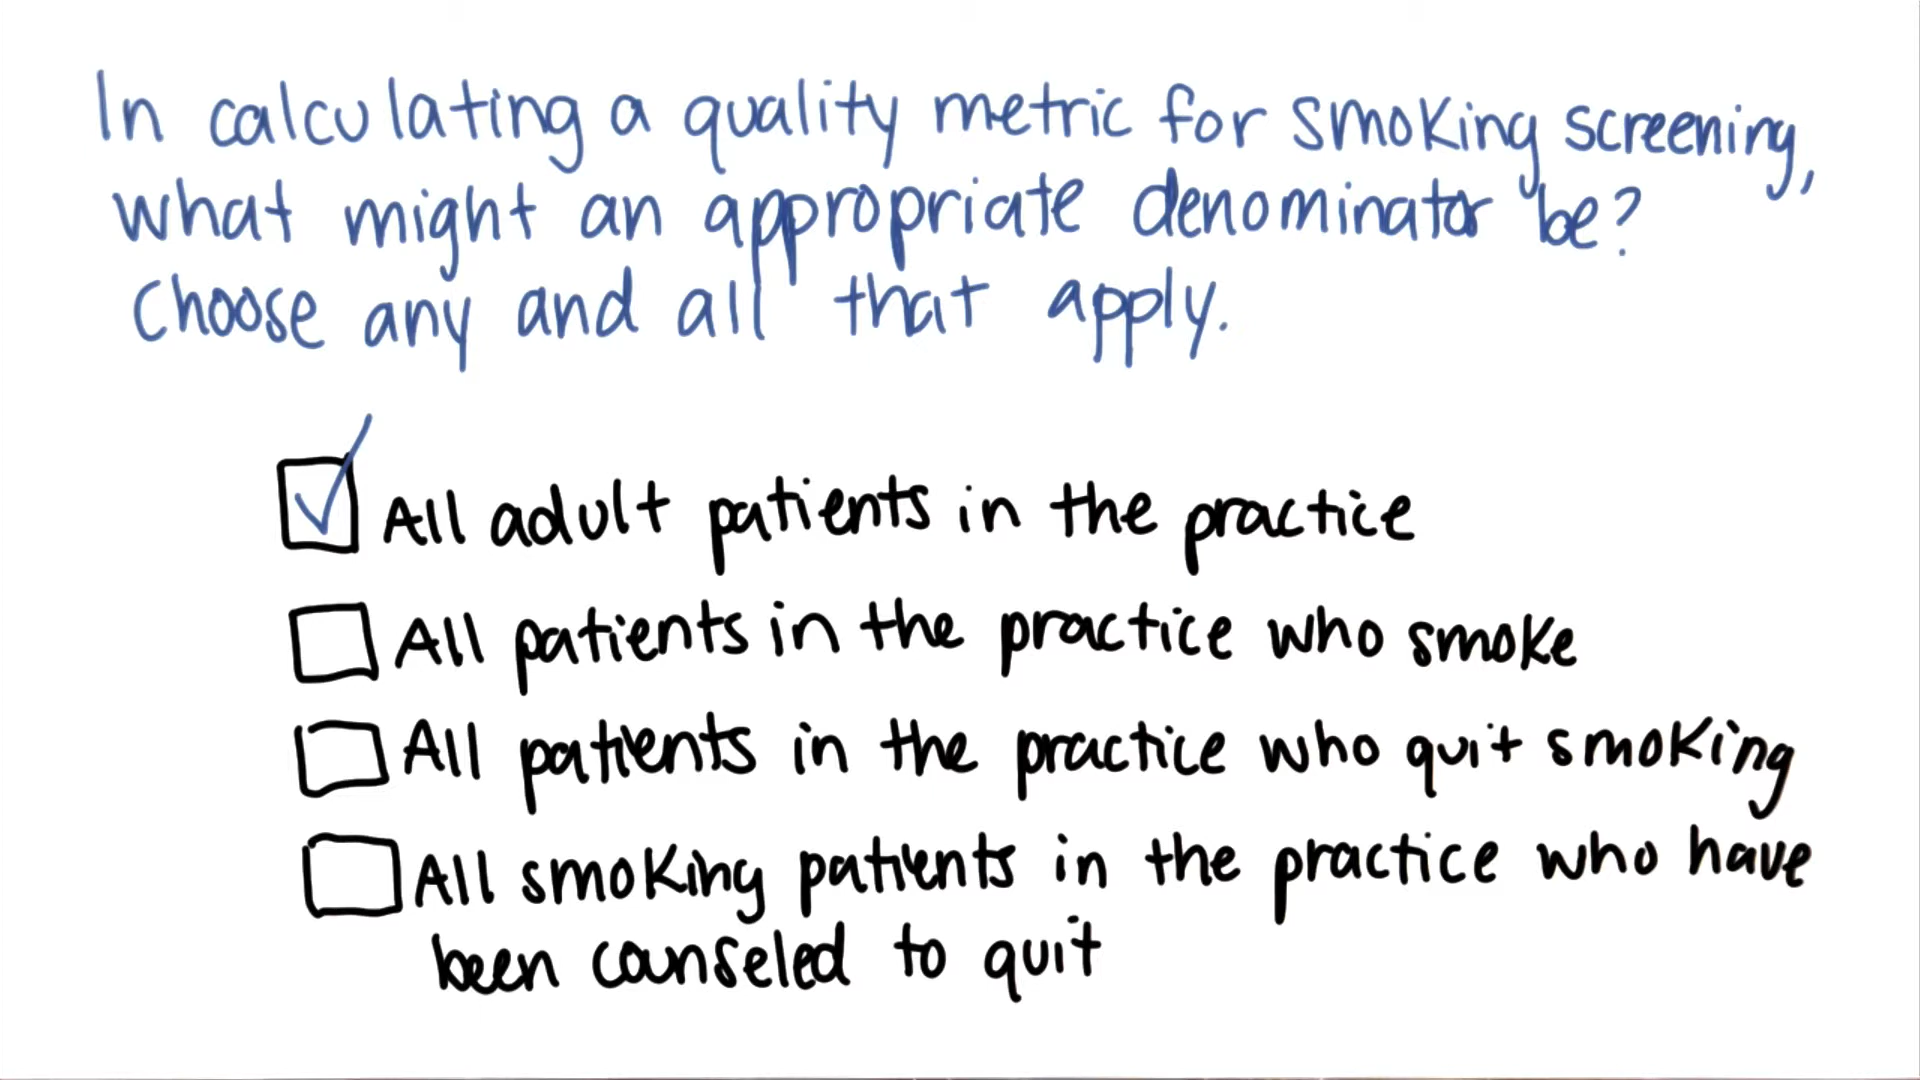 In calculating a quality metric for smoking screening,
what might an appropriate denominator be?
Choose any and all that apply.
All adult patients in the practice
All patients in the practice who smoke
All patients in the practice who quit smoking
All smoking patients in the practice who have
been counseled to quit